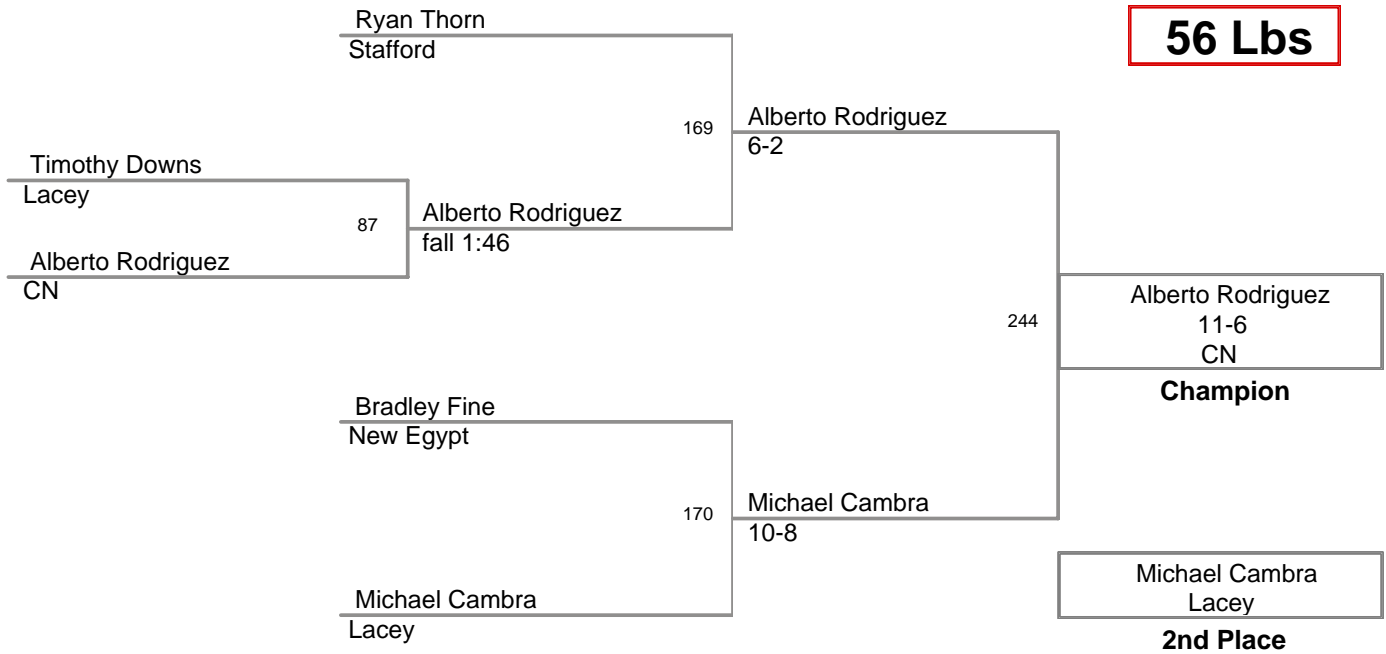 Ryan Thorn
Stafford
56 Lbs
169
Alberto Rodriguez
6-2
Timothy Downs
Lacey
87
Alberto Rodriguez
fall 1:46
Alberto Rodriguez
CN
244
Alberto Rodriguez
11-6
CN
Champion
Bradley Fine
New Egypt
170
Michael Cambra
10-8
Michael Cambra
Lacey
Michael Cambra
Lacey
2nd Place